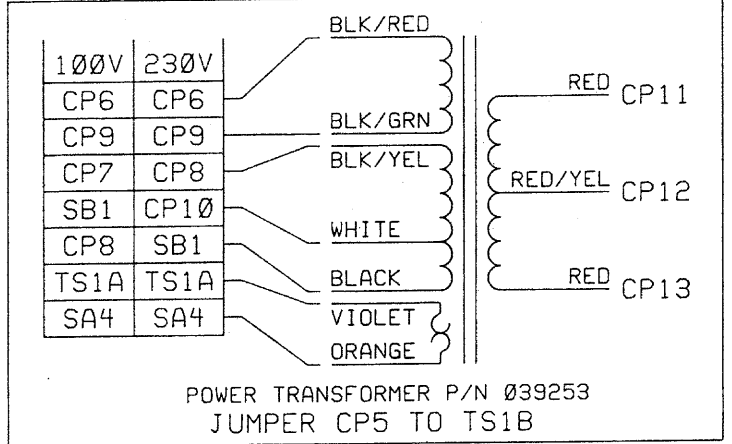 BLK/RED
100V 230V
CP6 CP6
RED CP11
CP9 CP9
BLK/GRN
CP7 CP8
BLK/YEL
RED/YEL CP12
SB1 CP10
WHITE
CP8 SB1
BLACK
RED CP13
TS1A TS1A
VIOLET
SA4 SA4
ORANGE
POWER TRANSFORMER P/N 039253
JUMPER CP5 TO TS1B